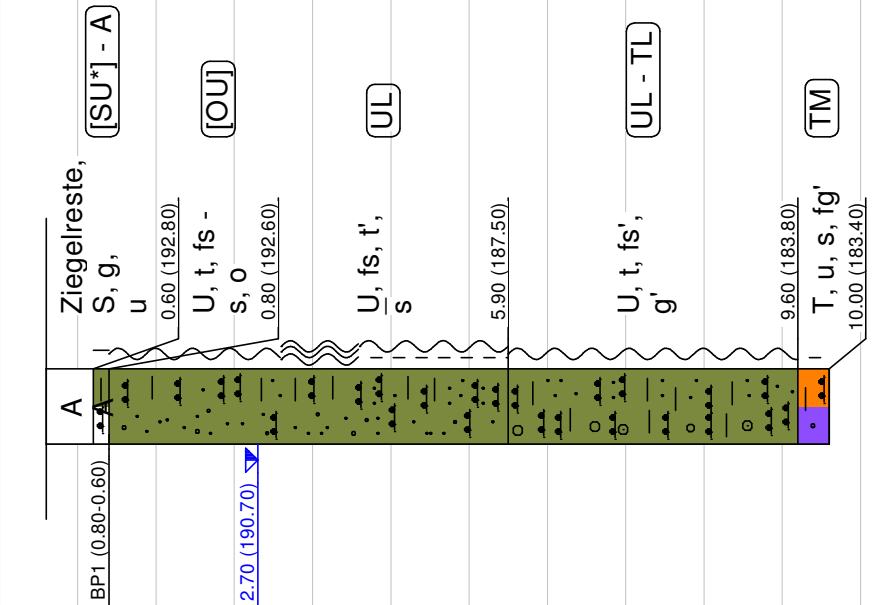 Ziegelreste,
S, g,
u
[SU*] - A
0.60 (192.80)
U, t, fs -
s, o
[OU]
0.80 (192.60)
U, fs, t',
s
UL
5.90 (187.50)
U, t, fs',
g'
UL - TL
9.60 (183.80)
T, u, s, fg'
TM
10.00 (183.40)
A
A
BP1 (0.80-0.60)
2.70 (190.70)